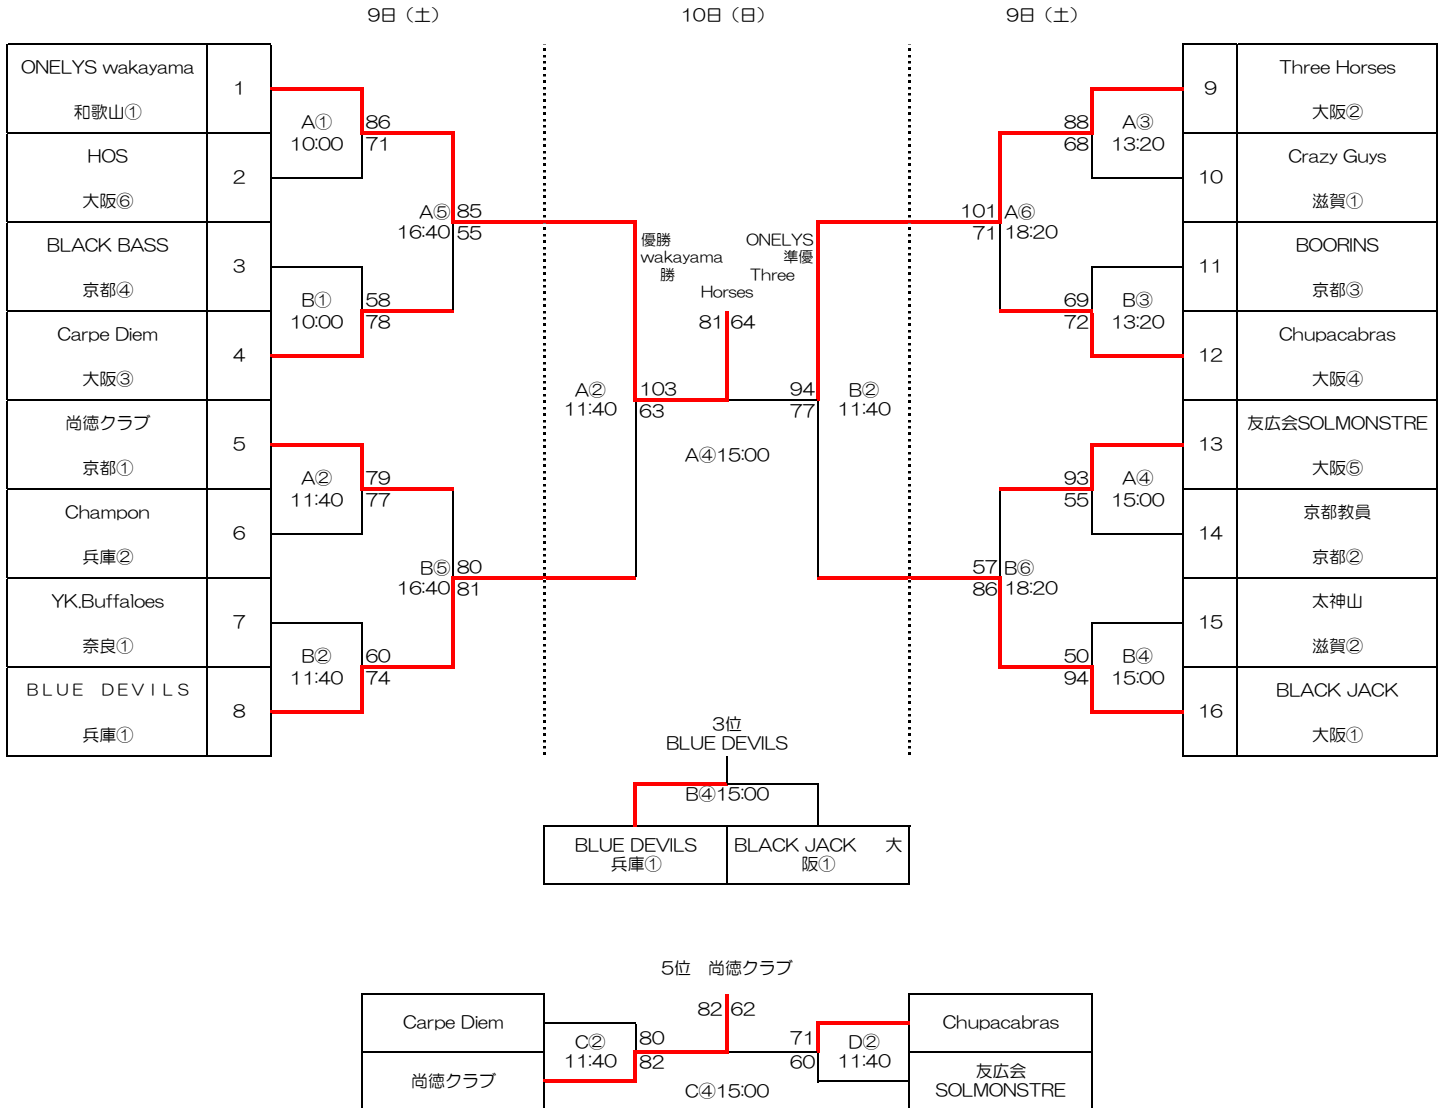 9日（土）
10日（日）
9日（土）
ONELYS wakayama
和歌山①
1
HOS
大阪⑥
2
BLACK BASS
京都④
3
Carpe Diem
大阪③
4
尚徳クラブ
京都①
5
Champon
兵庫②
6
YK.Buffaloes
奈良①
7
ＢＬＵＥ　ＤＥＶＩＬＳ
兵庫①
8
A①
10:00
86
71
B①
10:00
58
78
A②
11:40
79
77
B②
11:40
60
74
A⑤
16:40
85
55
B⑤
16:40
80
81
A②
11:40
103
63
優勝 ONELYS
wakayama 準優
勝 Three
Horses
81 64
A④15:00
94
77
B②
11:40
101
71
A⑥
18:20
57
86
B⑥
18:20
88
68
A③
13:20
69
72
B③
13:20
93
55
A④
15:00
50
94
B④
15:00
9
Three Horses
大阪②
10
Crazy Guys
滋賀①
11
BOORINS
京都③
12
Chupacabras
大阪④
13
友広会SOLMONSTRE
大阪⑤
14
京都教員
京都②
15
太神山
滋賀②
16
BLACK JACK
大阪①
3位
BLUE DEVILS
B④15:00
BLUE DEVILS
兵庫①
BLACK JACK　大
阪①
5位　尚徳クラブ
82 62
Carpe Diem
尚徳クラブ
C②
11:40
80
82
C④15:00
71
60
D②
11:40
Chupacabras
友広会
SOLMONSTRE